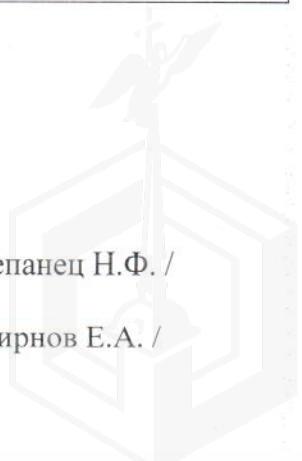 епанец Н.Ф. /
ирнов Е.А. /